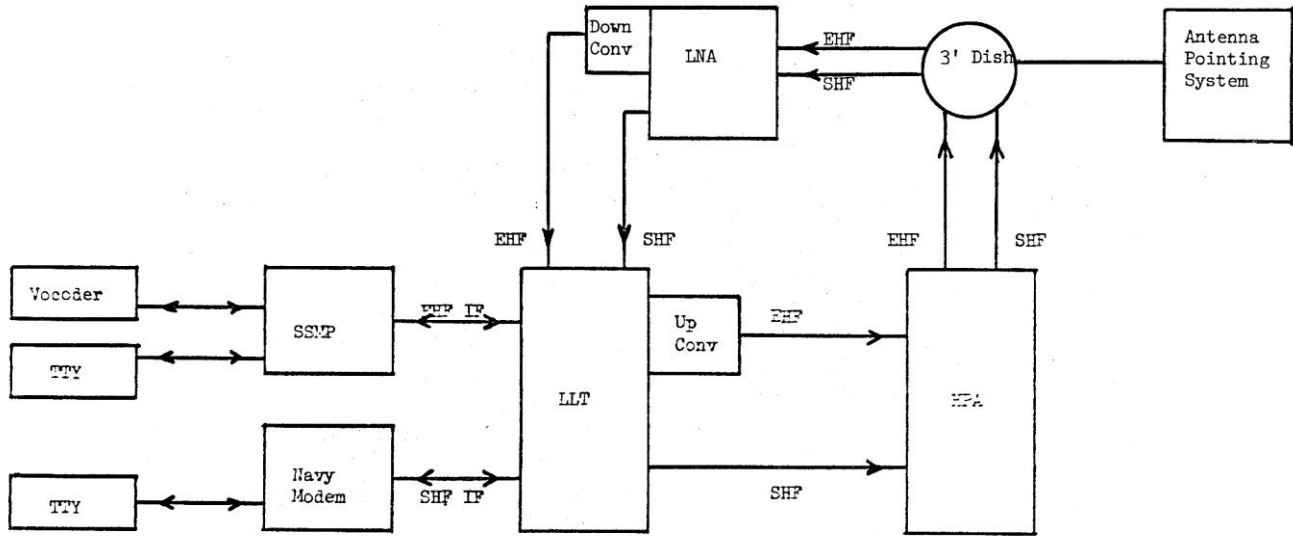 Down
Conv
LNA
EHF
SHF
3' Dish
Antenna
Pointing
System
EHF
SHF
EHF
SHF
Vocoder
SSMP
EHF IF
Up
Conv
EHF
TTY
LLT
HPA
Navy
Modem
SHF IF
SHF
TTY